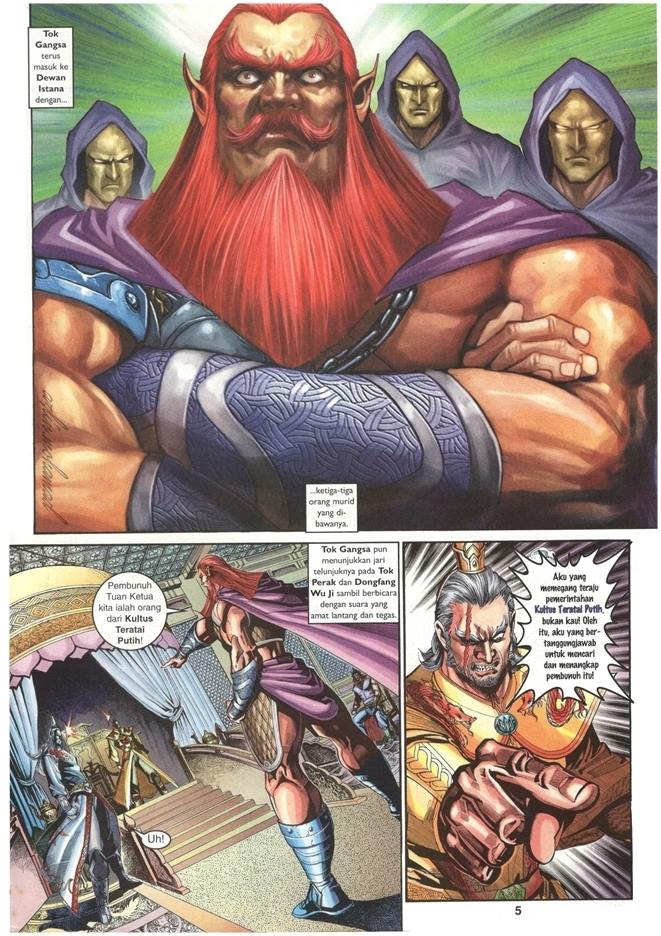 Tok
Gangsa
terus
masuk ke
Dewan
Istana
dengan...
...ketiga-tiga
orang murid
yang di-
bawanya.
Pembunuh
Tuan Ketua
kita ialah orang
dari Kultus
Teratai
Putih!
Tok Gangsa pun
menunjukkan jari
telunjuknya pada Tok
Perak dan Dongfang
Wu Ji sambil berbicara
dengan suara yang
amat lantang dan tegas.
Uh!
Aku yang
memegang teraju
pemerintahan
Kultus Teratai Putih,
bukan kau! Oleh
itu, aku yang ber-
tanggungjawab
untuk mencari
dan menangkap
pembunuh itu!
5